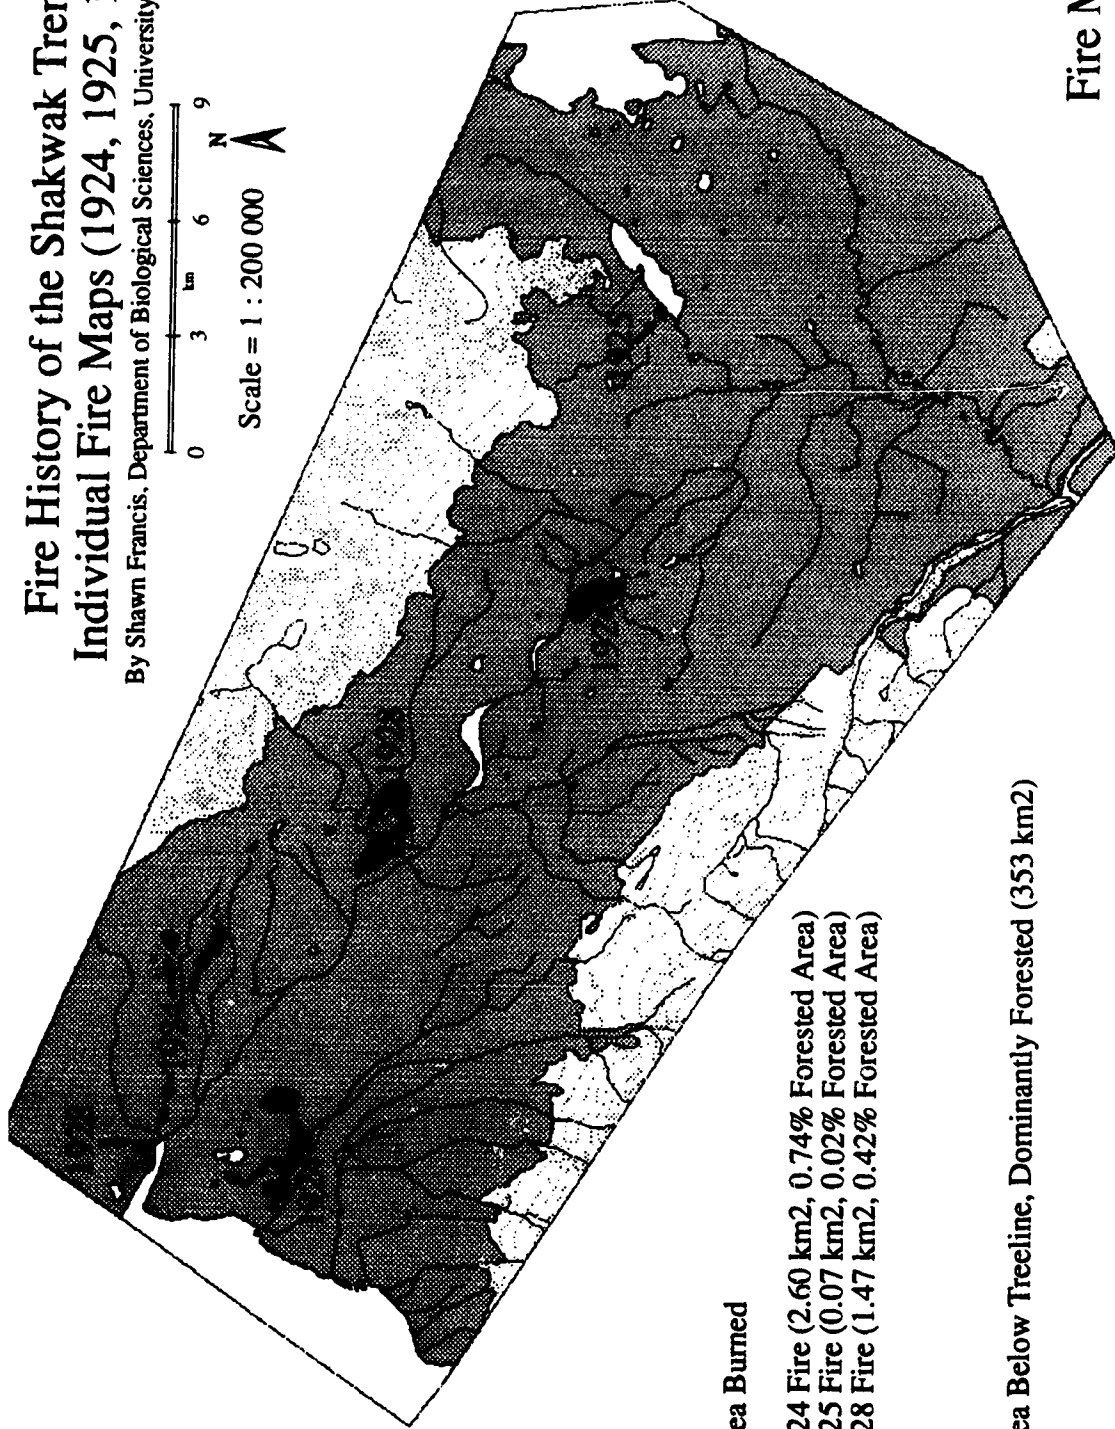 Fire History of the Shakwak Tren
Individual Fire Maps (1924, 1925,
By Shawn Francis, Department of Biological Sciences, University
0 3 km 6 9
N
Scale = 1 : 200 000
1928
1925
1928
ea Burned
24 Fire (2.60 km2, 0.74% Forested Area)
25 Fire (0.07 km2, 0.02% Forested Area)
28 Fire (1.47 km2, 0.42% Forested Area)
ea Below Treeline, Dominantly Forested (353 km2)
Fire M